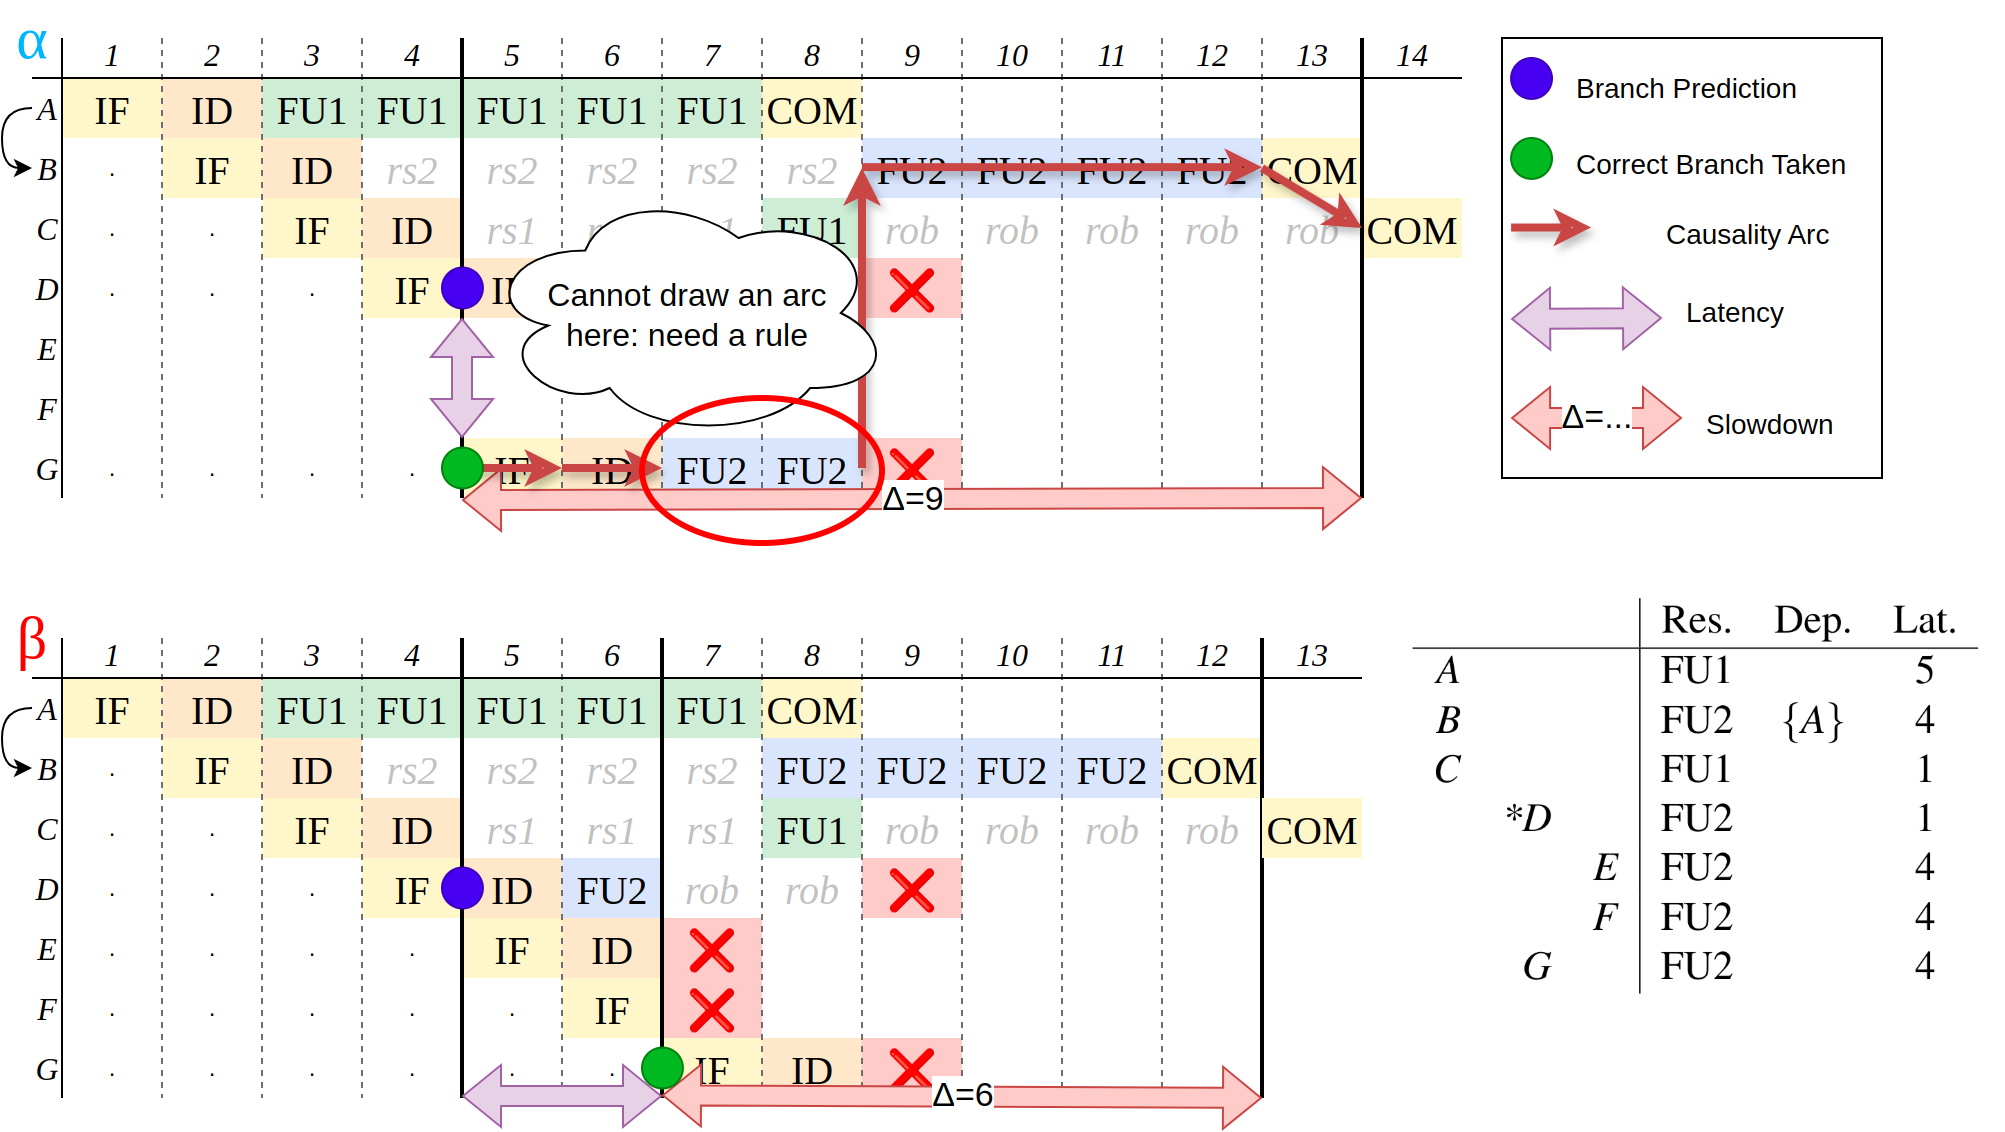 α 1 2 3 4 5 6 7 8 9 10 11 12 13 14
A IF ID FU1 FU1 FU1 FU1 FU1 COM
B . IF ID rs2 rs2 rs2 rs2 rs2 FU2 FU2 FU2 FU2 COM
C . . IF ID rs1 FU1 rob rob rob rob rob COM
D . . . IF
Cannot draw an arc
here: need a rule
E
F
G . . . . IF ID FU2 FU2
Δ=9
Branch Prediction
Correct Branch Taken
Causality Arc
Latency
Δ=... Slowdown
β 1 2 3 4 5 6 7 8 9 10 11 12 13
A IF ID FU1 FU1 FU1 FU1 FU1 COM
B . IF ID rs2 rs2 rs2 rs2 FU2 FU2 FU2 FU2 COM
C . . IF ID rs1 rs1 rs1 FU1 rob rob rob rob COM
D . . . IF ID FU2 rob rob
E . . . . IF ID
F . . . . . IF
G . . . . . . IF ID
Δ=6
Res. Dep. Lat.
A FU1 5
B FU2 {A} 4
C FU1 1
*D FU2 1
E FU2 4
F FU2 4
G FU2 4